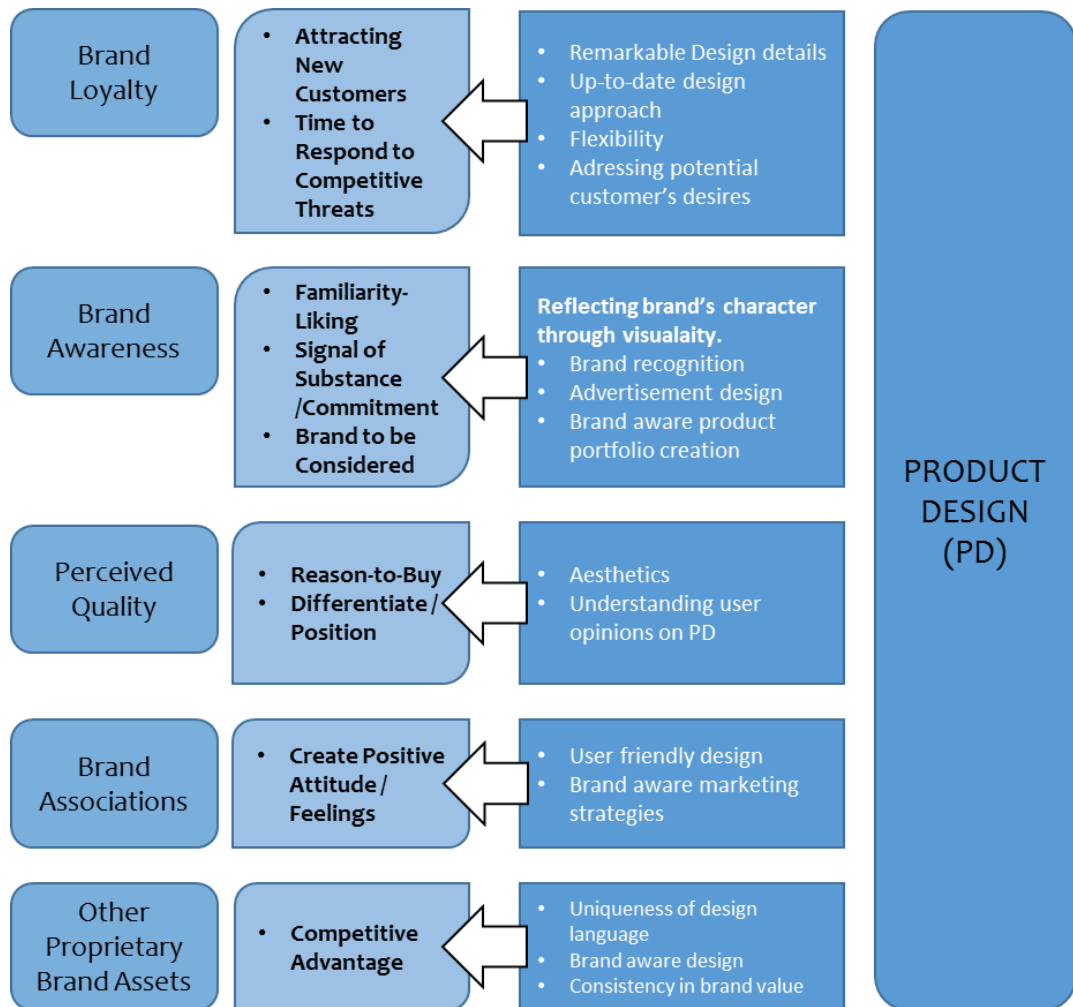 Brand
Loyalty
• Attracting
New
Customers
• Time to
Respond to
Competitive
Threats
• Remarkable Design details
• Up-to-date design
approach
• Flexibility
• Adressing potential
customer’s desires
Brand
Awareness
• Familiarity-
Liking
• Signal of
Substance
/Commitment
• Brand to be
Considered
Reflecting brand’s character
through visualaity.
• Brand recognition
• Advertisement design
• Brand aware product
portfolio creation
Perceived
Quality
• Reason-to-Buy
• Differentiate /
Position
• Aesthetics
• Understanding user
opinions on PD
Brand
Associations
• Create Positive
Attitude /
Feelings
• User friendly design
• Brand aware marketing
strategies
Other
Proprietary
Brand Assets
• Competitive
Advantage
• Uniqueness of design
language
• Brand aware design
• Consistency in brand value
PRODUCT
DESIGN
(PD)